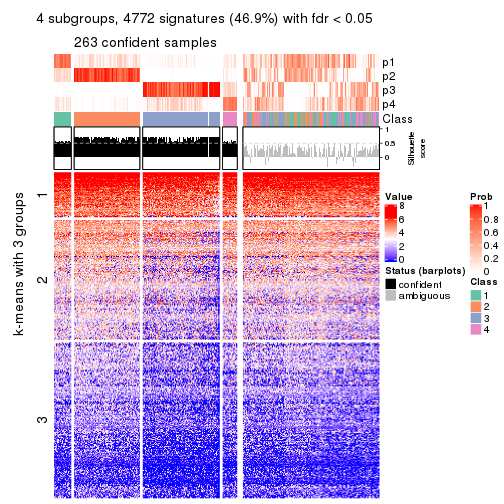 4 subgroups, 4772 signatures (46.9%) with fdr < 0.05
263 confident samples
p1
p2
p3
p4
Class
1
0.5
0
Silhouette
score
k-means with 3 groups
1
2
3
Value
8
6
4
2
0
Status (barplots)
confident
ambiguous
Prob
1
0.8
0.6
0.4
0.2
0
Class
1
2
3
4